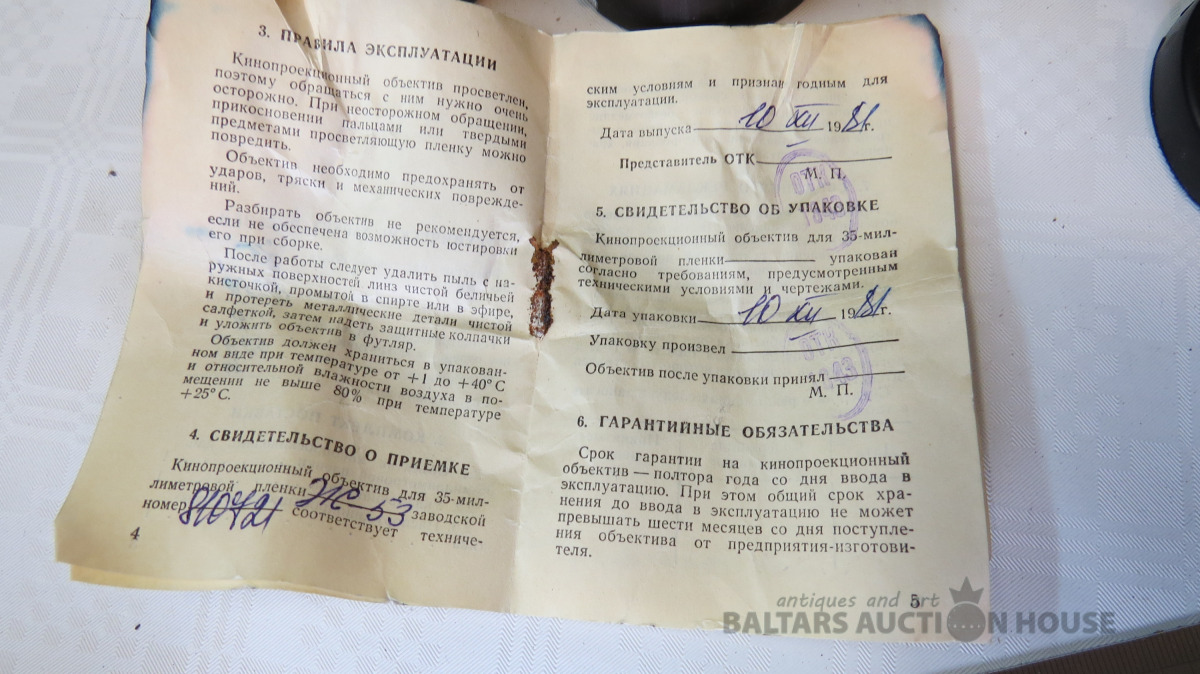 3. ПРАВИЛА ЭКСПЛУАТАЦИИ
Кинопроекционный объектив просветлен,
поэтому обращаться с ним нужно очень
осторожно. При неосторожном обращении,
прикосновении пальцами или твердыми
предметами просветляющую пленку можно
повредить.
Объектив необходимо предохранять от
ударов, тряски и механических поврежде-
ний.
Разбирать объектив не рекомендуется,
если не обеспечена возможность юстировки
его при сборке.
После работы следует удалить пыль с на-
ружных поверхностей линз чистой беличьей
кисточкой, промытой в спирте или в эфире,
и протереть металлические детали чистой
салфеткой, затем надеть защитные колпачки
и уложить объектив в футляр.
Объектив должен храниться в упакован-
ном виде при температуре от +1 до +40°С
и относительной влажности воздуха в по-
мещении не выше 80% при температуре
+25°С.
4. СВИДЕТЕЛЬСТВО О ПРИЕМКЕ
Кинопроекционный объектив для 35-мил-
лиметровой пленки ЖС-53 заводской
номер 810721 соответствует техниче-
4
ским условиям и признан годным для
эксплуатации.
Дата выпуска 10 XII 1981г.
Представитель ОТК
М. П.
ОТК
5. СВИДЕТЕЛЬСТВО ОБ УПАКОВКЕ
Кинопроекционный объектив для 35-мил-
лиметровой пленки упакован
согласно требованиям, предусмотренным
техническими условиями и чертежами.
Дата упаковки 10 XII 1981г.
Упаковку произвел
ОТК
Объектив после упаковки принял
М. П.
6. ГАРАНТИЙНЫЕ ОБЯЗАТЕЛЬСТВА
Срок гарантии на кинопроекционный
объектив — полтора года со дня ввода в
эксплуатацию. При этом общий срок хра-
нения до ввода в эксплуатацию не может
превышать шести месяцев со дня поступле-
ния объектива от предприятия-изготови-
теля.
5
antiques and art
BALTARS AUCTION HOUSE